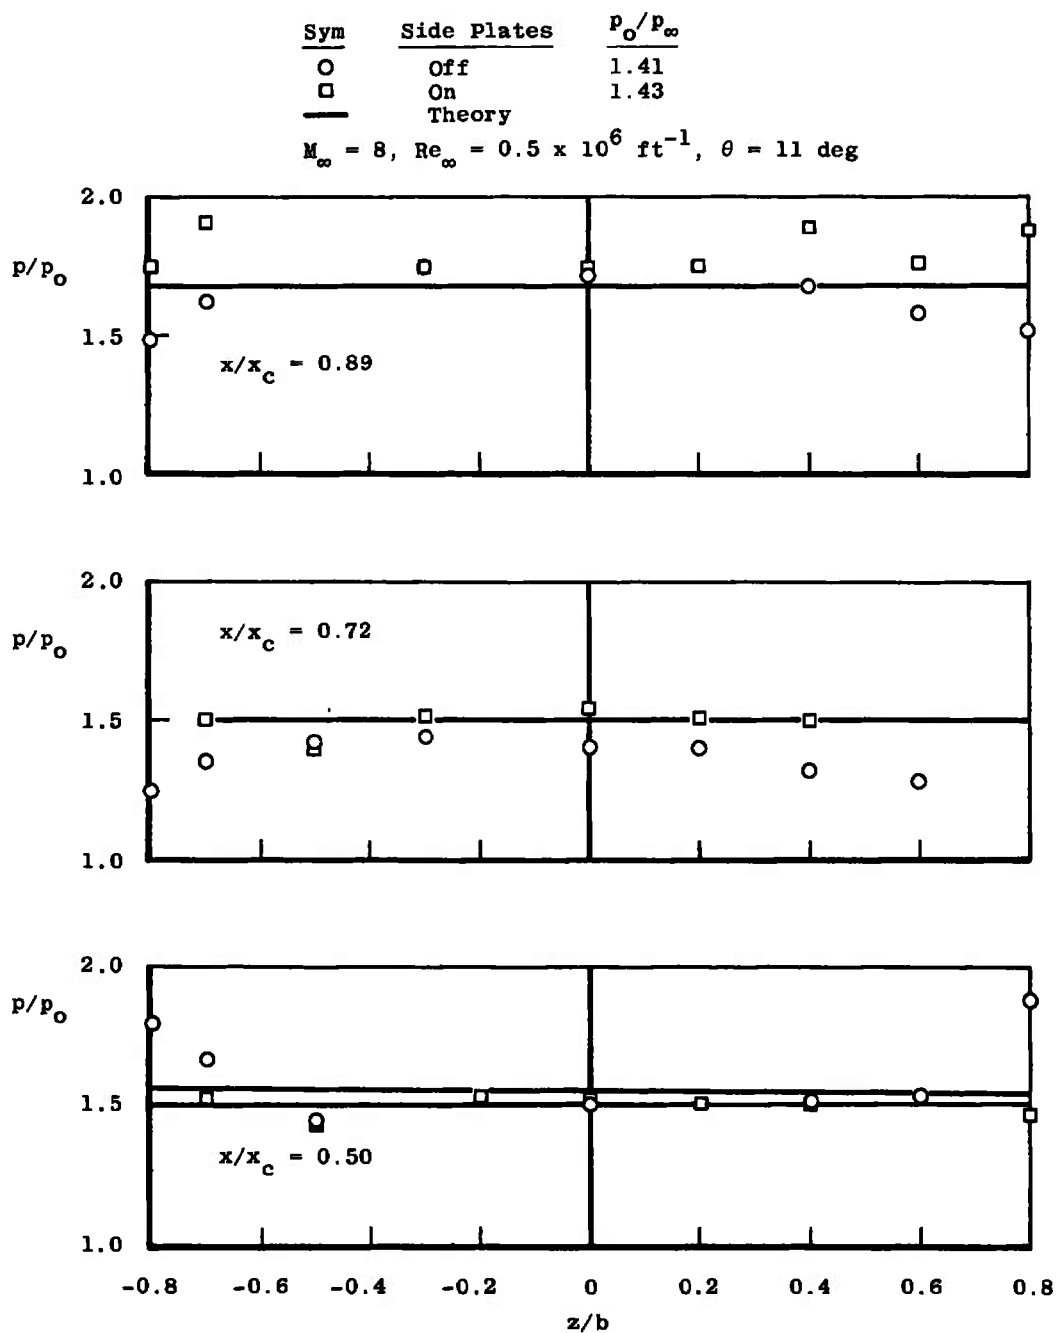 Sym Side Plates p_o/p_∞
Off 1.41
On 1.43
Theory
M_∞ = 8, Re_∞ = 0.5 x 10^6 ft^-1, θ = 11 deg
2.0
p/p_o
1.5
x/x_c = 0.89
1.0
2.0
x/x_c = 0.72
p/p_o
1.5
1.0
2.0
p/p_o
1.5
x/x_c = 0.50
1.0
-0.8 -0.6 -0.4 -0.2 0 0.2 0.4 0.6 0.8
z/b